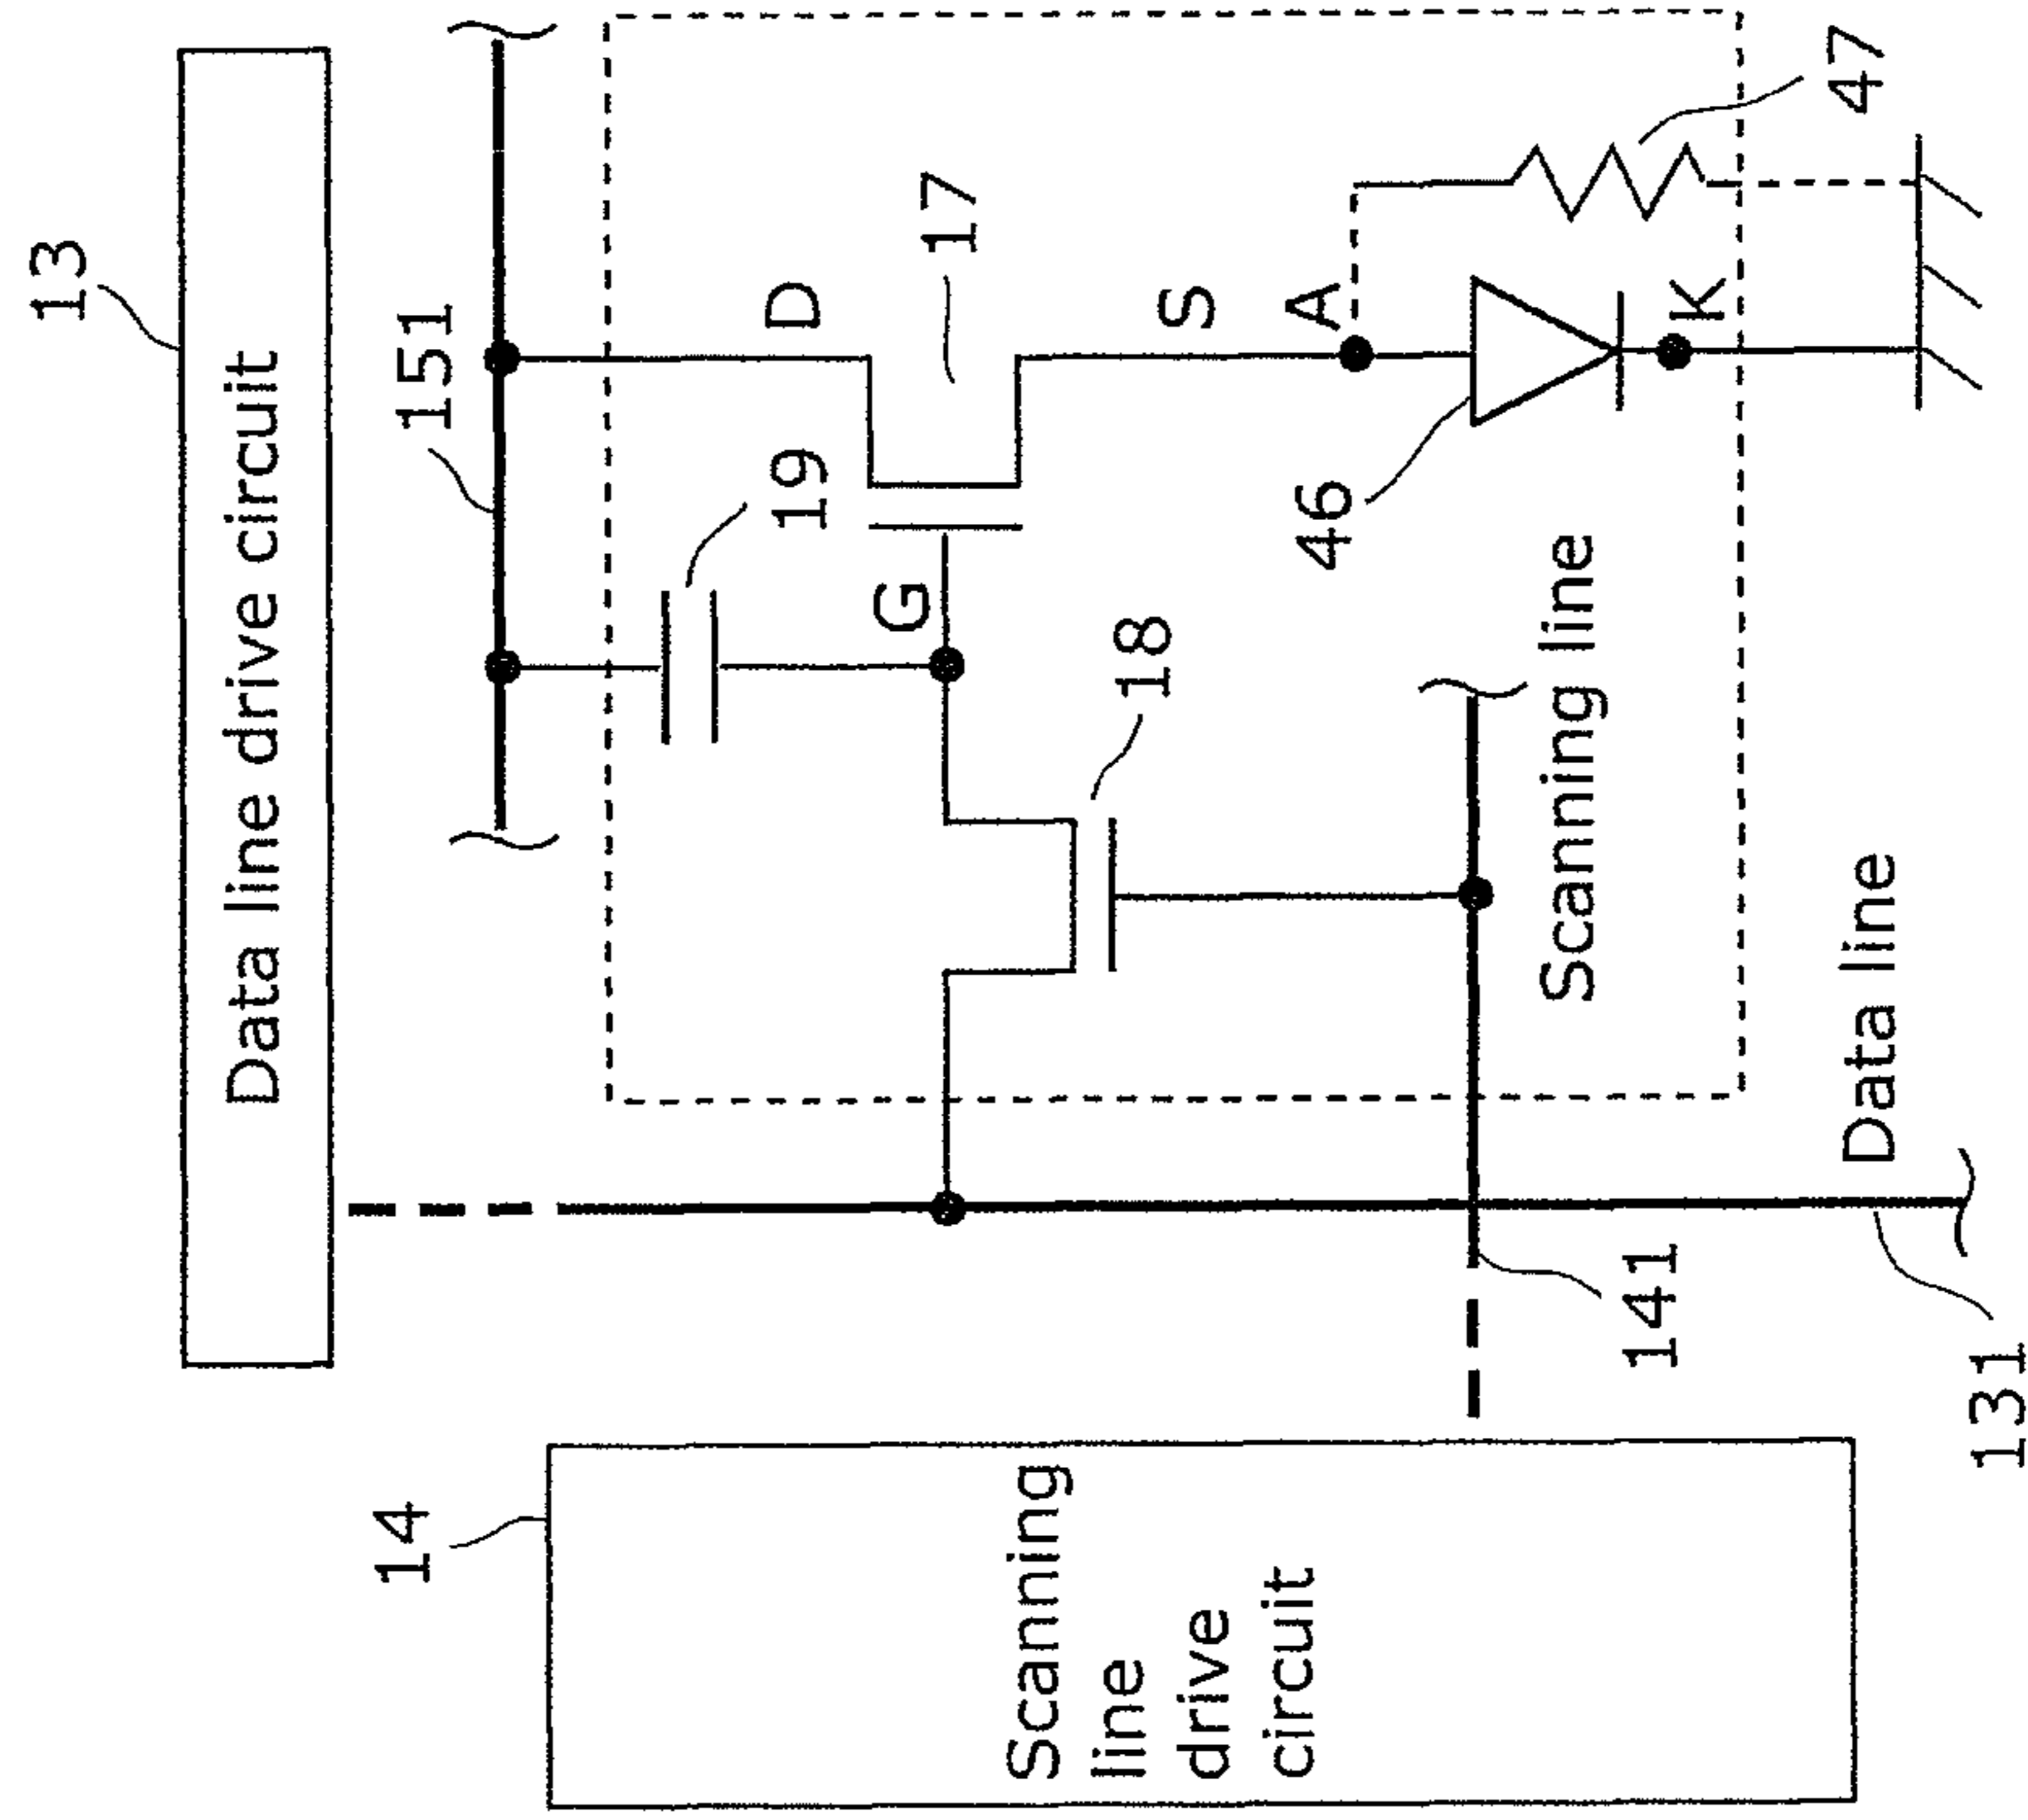 13
Data line drive circuit
151
D
17
19
G
S
A
47
18
46
K
Scanning line
14
Scanning
line
drive
circuit
141
Data line
131